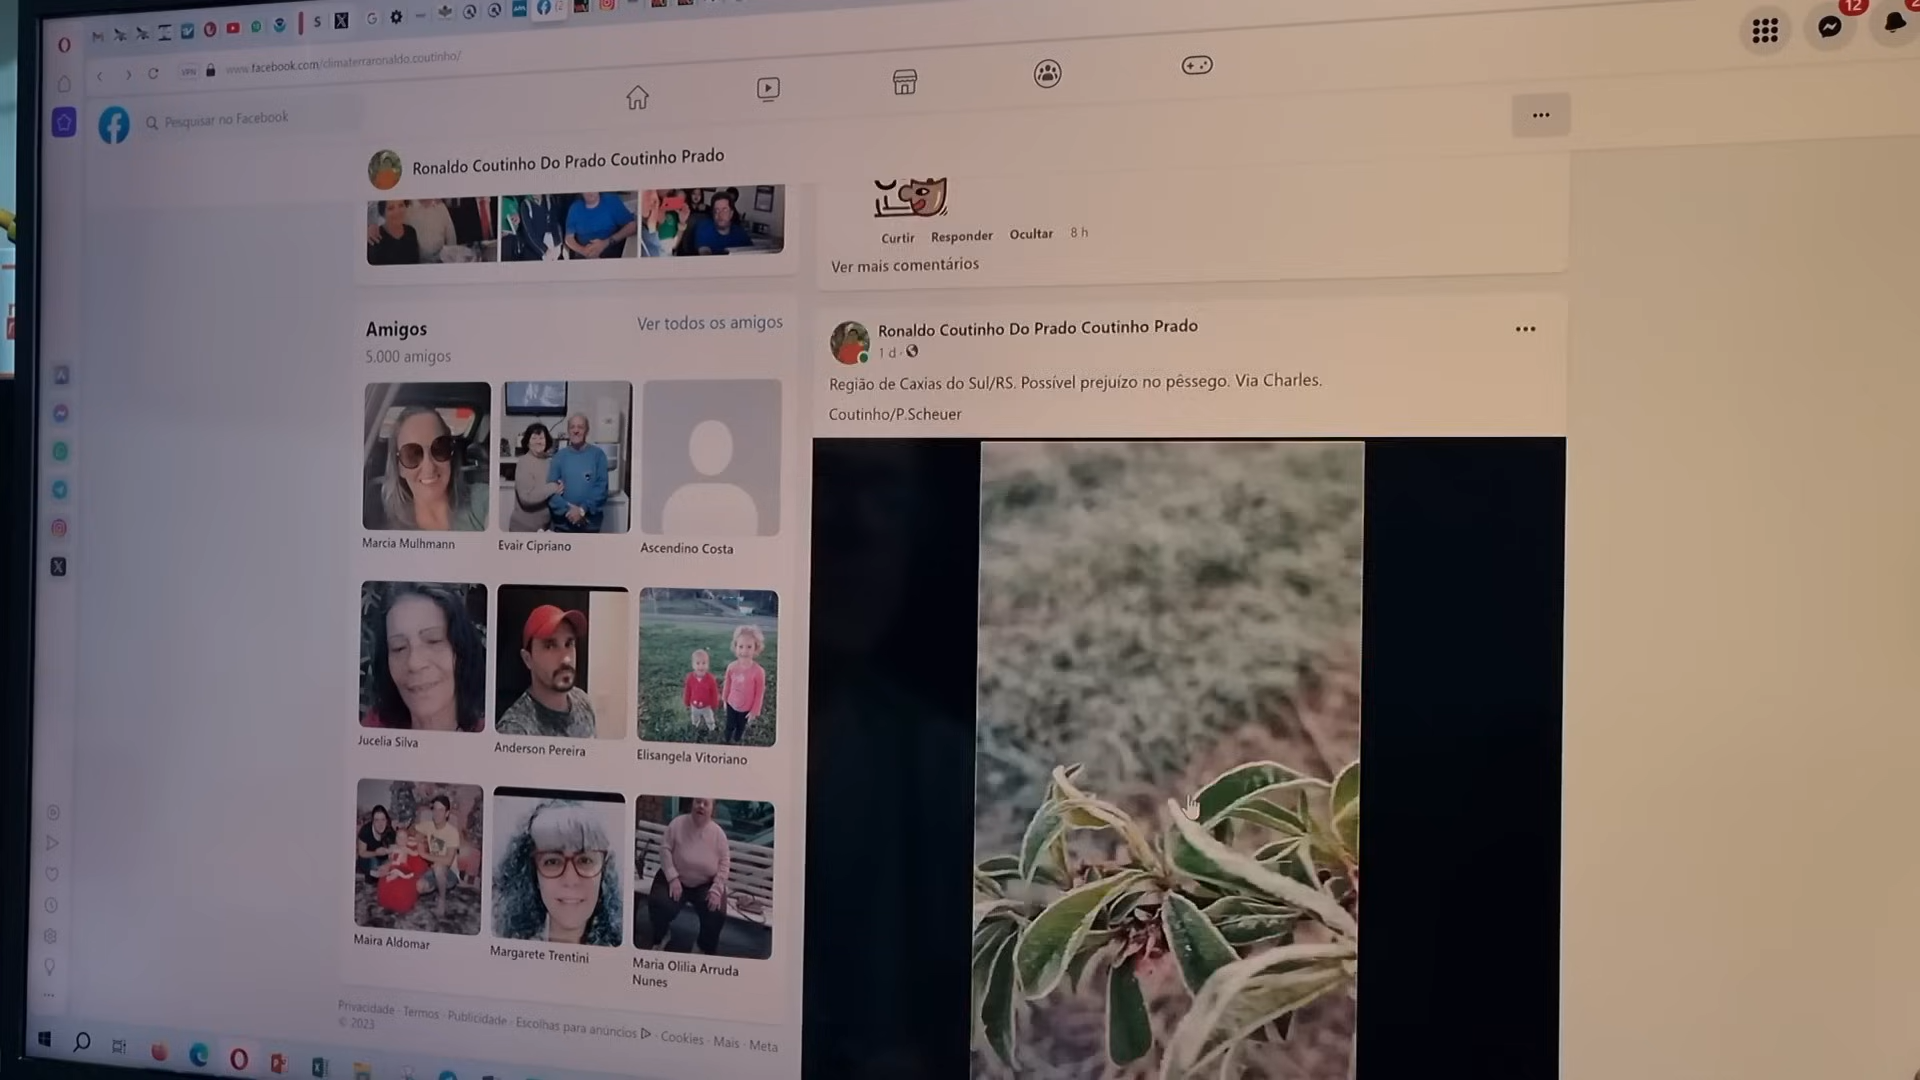 12
VPN
www.facebook.com/climaterraronaldo.coutinho/
Pesquisar no Facebook
Ronaldo Coutinho Do Prado Coutinho Prado
Curtir Responder Ocultar 8 h
Ver mais comentários
Amigos
Ver todos os amigos
5.000 amigos
Marcia Mulhmann
Evair Cipriano
Ascendino Costa
Jucelia Silva
Anderson Pereira
Elisangela Vitoriano
Maira Aldomar
Margarete Trentini
Maria Olilia Arruda
Nunes
Privacidade · Termos · Publicidade · Escolhas para anúncios · Cookies · Mais · Meta
© 2023
Ronaldo Coutinho Do Prado Coutinho Prado
1 d ·
Região de Caxias do Sul/RS. Possível prejuízo no pêssego. Via Charles.
Coutinho/P.Scheuer